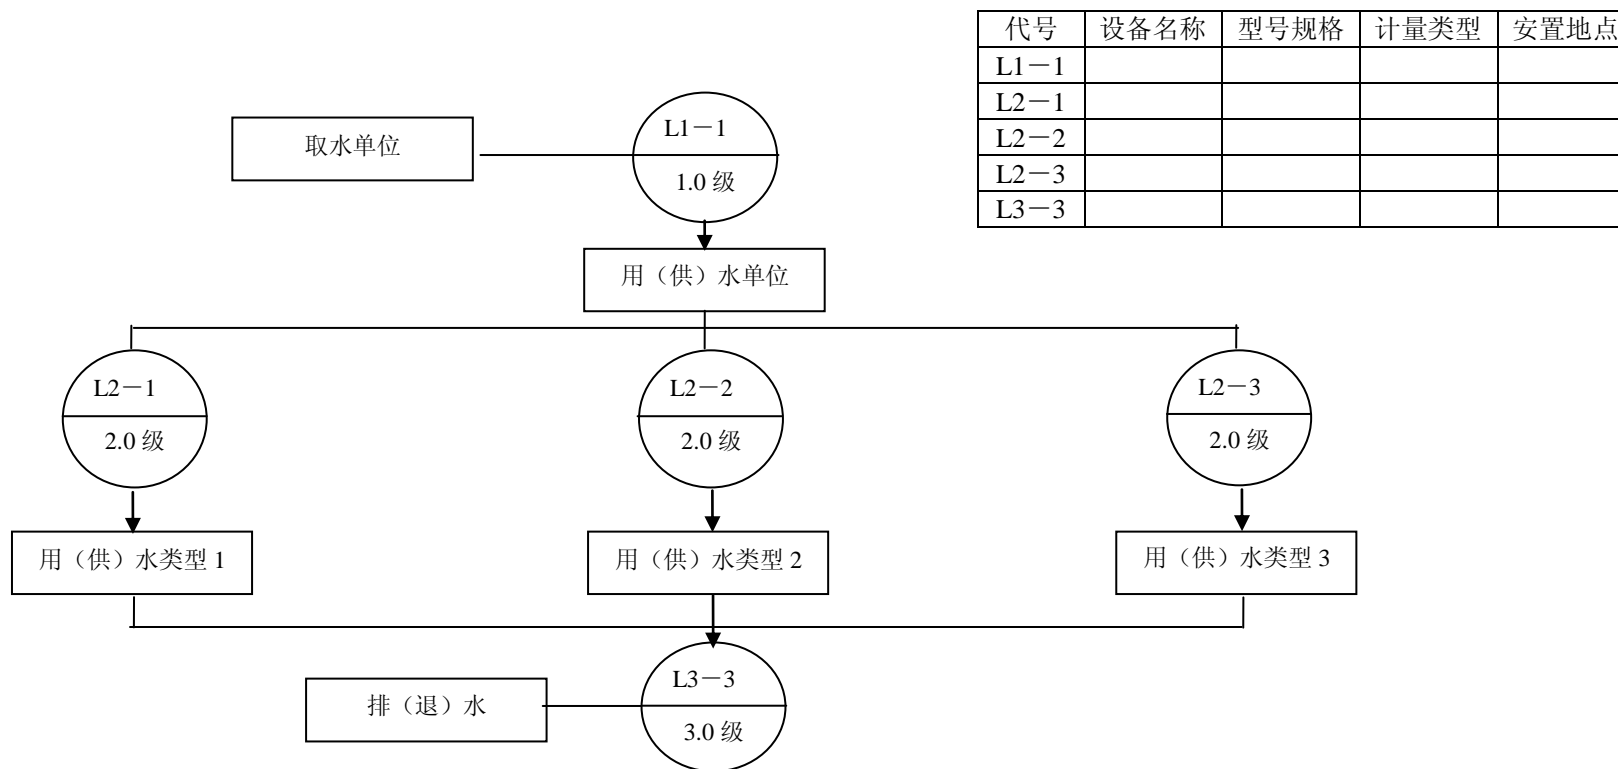 代号 设备名称 型号规格 计量类型 安置地点
L1－1
L2－1
L2－2
L2－3
L3－3
取水单位
L1－1
1.0 级
用（供）水单位
L2－1
2.0 级
L2－2
2.0 级
L2－3
2.0 级
用（供）水类型 1
用（供）水类型 2
用（供）水类型 3
排（退）水
L3－3
3.0 级